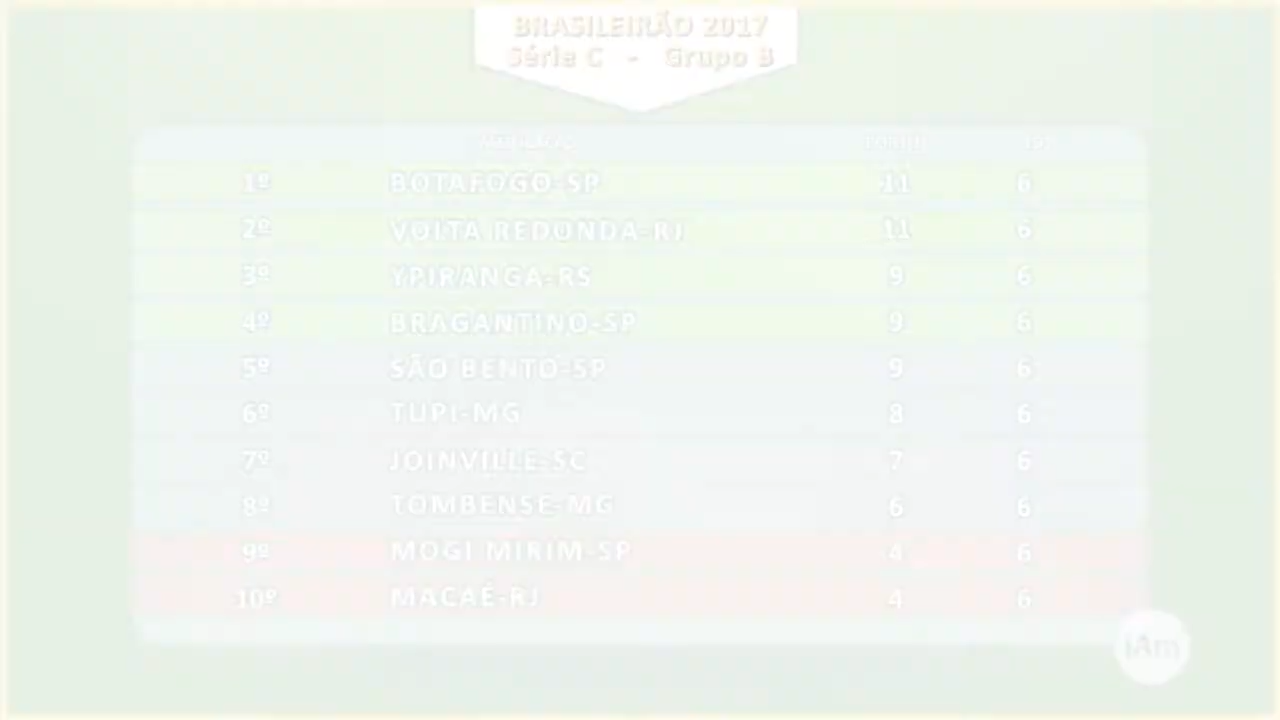 BRASILEIRÃO 2017
Série C - Grupo B
1º BOTAFOGO-SP 11 6
2º VOLTA REDONDA-RJ 11 6
3º YPIRANGA-RS 9 6
4º BRAGANTINO-SP 9 6
5º SÃO BENTO-SP 9 6
6º TUPI-MG 8 6
7º JOINVILLE-SC 7 6
8º TOMBENSE-MG 6 6
9º MOGI MIRIM-SP 4 6
10º MACAÉ-RJ 4 6
iAm